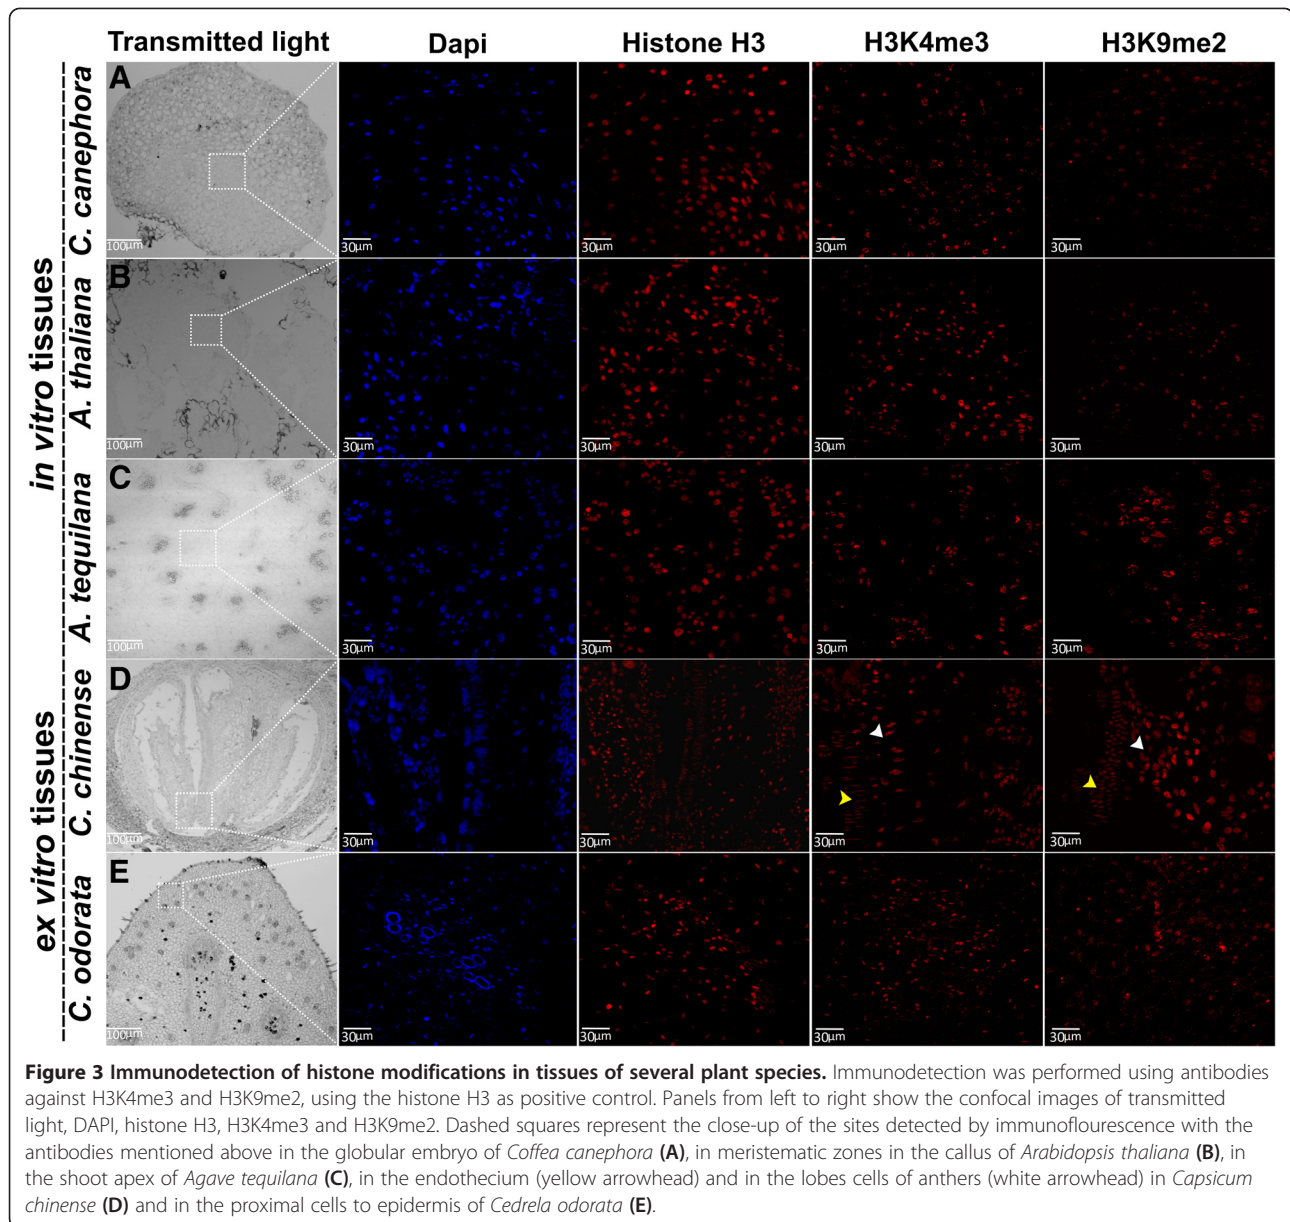 Transmitted light Dapi Histone H3 H3K4me3 H3K9me2
in vitro tissues
C. canephora
A
100µm 30µm 30µm 30µm 30µm
A. thaliana
B
100µm 30µm 30µm 30µm 30µm
A. tequilana
C
100µm 30µm 30µm 30µm 30µm
ex vitro tissues
C. chinense
D
100µm 30µm 30µm 30µm 30µm
C. odorata
E
100µm 30µm 30µm 30µm 30µm
Figure 3 Immunodetection of histone modifications in tissues of several plant species. Immunodetection was performed using antibodies
against H3K4me3 and H3K9me2, using the histone H3 as positive control. Panels from left to right show the confocal images of transmitted
light, DAPI, histone H3, H3K4me3 and H3K9me2. Dashed squares represent the close-up of the sites detected by immunoflourescence with the
antibodies mentioned above in the globular embryo of Coffea canephora (A), in meristematic zones in the callus of Arabidopsis thaliana (B), in
the shoot apex of Agave tequilana (C), in the endothecium (yellow arrowhead) and in the lobes cells of anthers (white arrowhead) in Capsicum
chinense (D) and in the proximal cells to epidermis of Cedrela odorata (E).